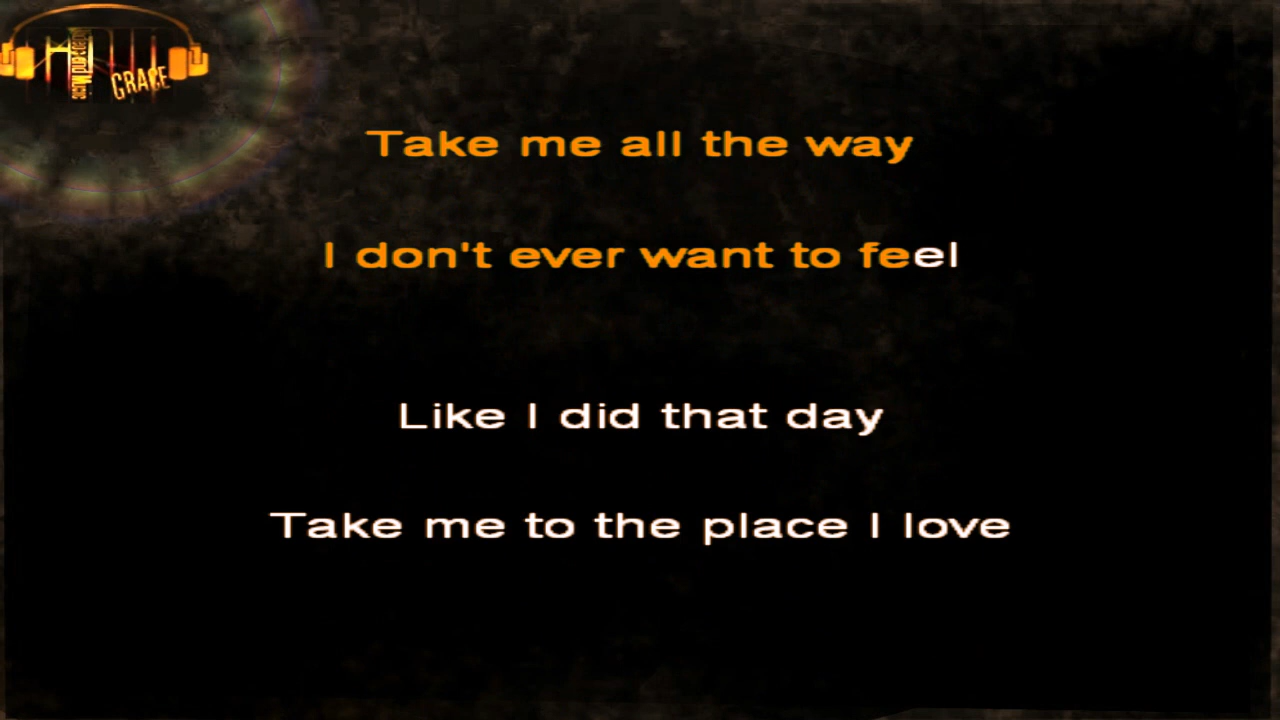 GRACE
Take me all the way
I don't ever want to feel
Like I did that day
Take me to the place I love